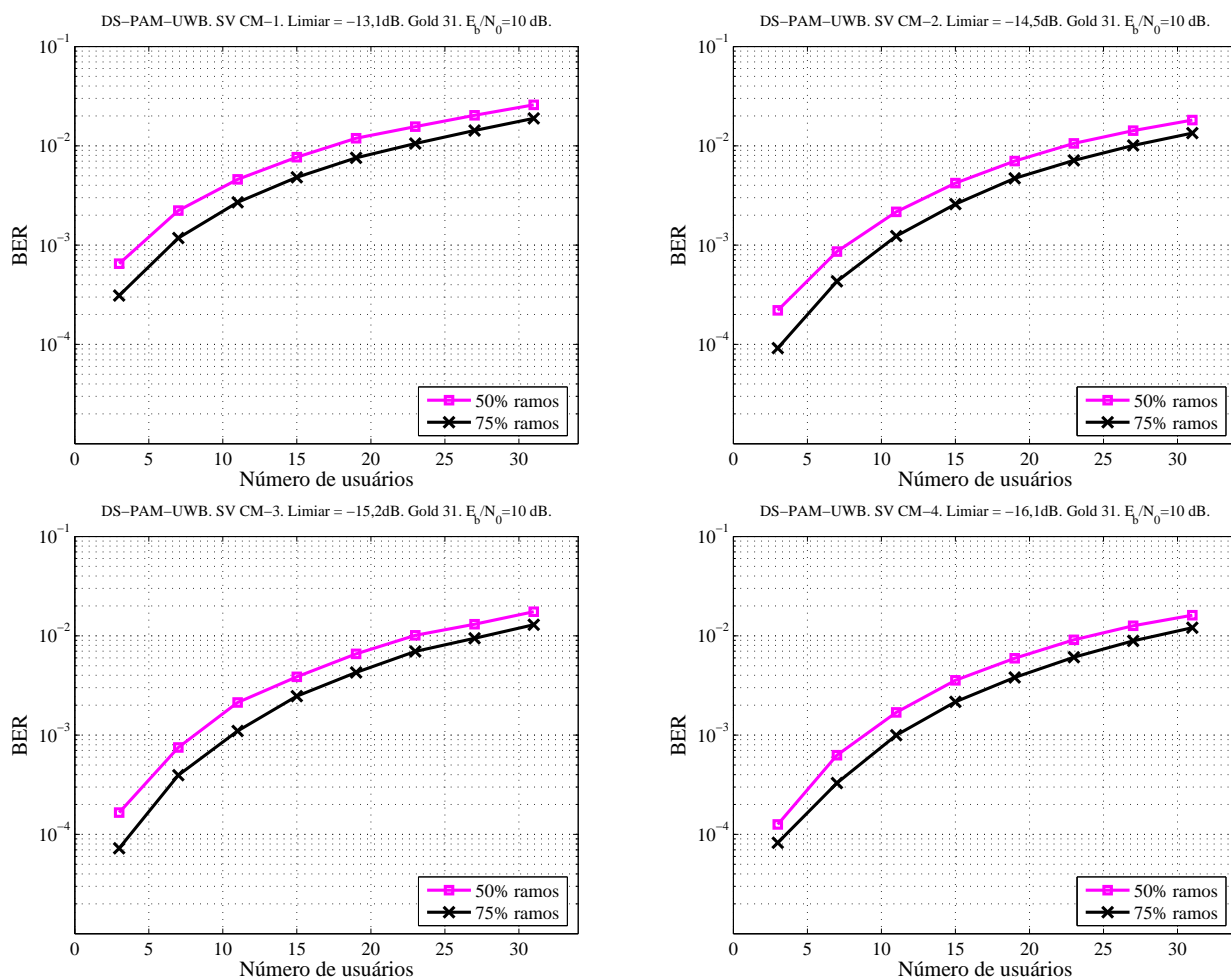 DS−PAM−UWB. SV CM−1. Limiar = −13,1dB. Gold 31. E_b/N_0=10 dB.
10^−1
10^−2
10^−3
10^−4
BER
50% ramos
75% ramos
0 5 10 15 20 25 30
Número de usuários
DS−PAM−UWB. SV CM−2. Limiar = −14,5dB. Gold 31. E_b/N_0=10 dB.
10^−1
10^−2
10^−3
10^−4
BER
50% ramos
75% ramos
0 5 10 15 20 25 30
Número de usuários
DS−PAM−UWB. SV CM−3. Limiar = −15,2dB. Gold 31. E_b/N_0=10 dB.
10^−1
10^−2
10^−3
10^−4
BER
50% ramos
75% ramos
0 5 10 15 20 25 30
Número de usuários
DS−PAM−UWB. SV CM−4. Limiar = −16,1dB. Gold 31. E_b/N_0=10 dB.
10^−1
10^−2
10^−3
10^−4
BER
50% ramos
75% ramos
0 5 10 15 20 25 30
Número de usuários